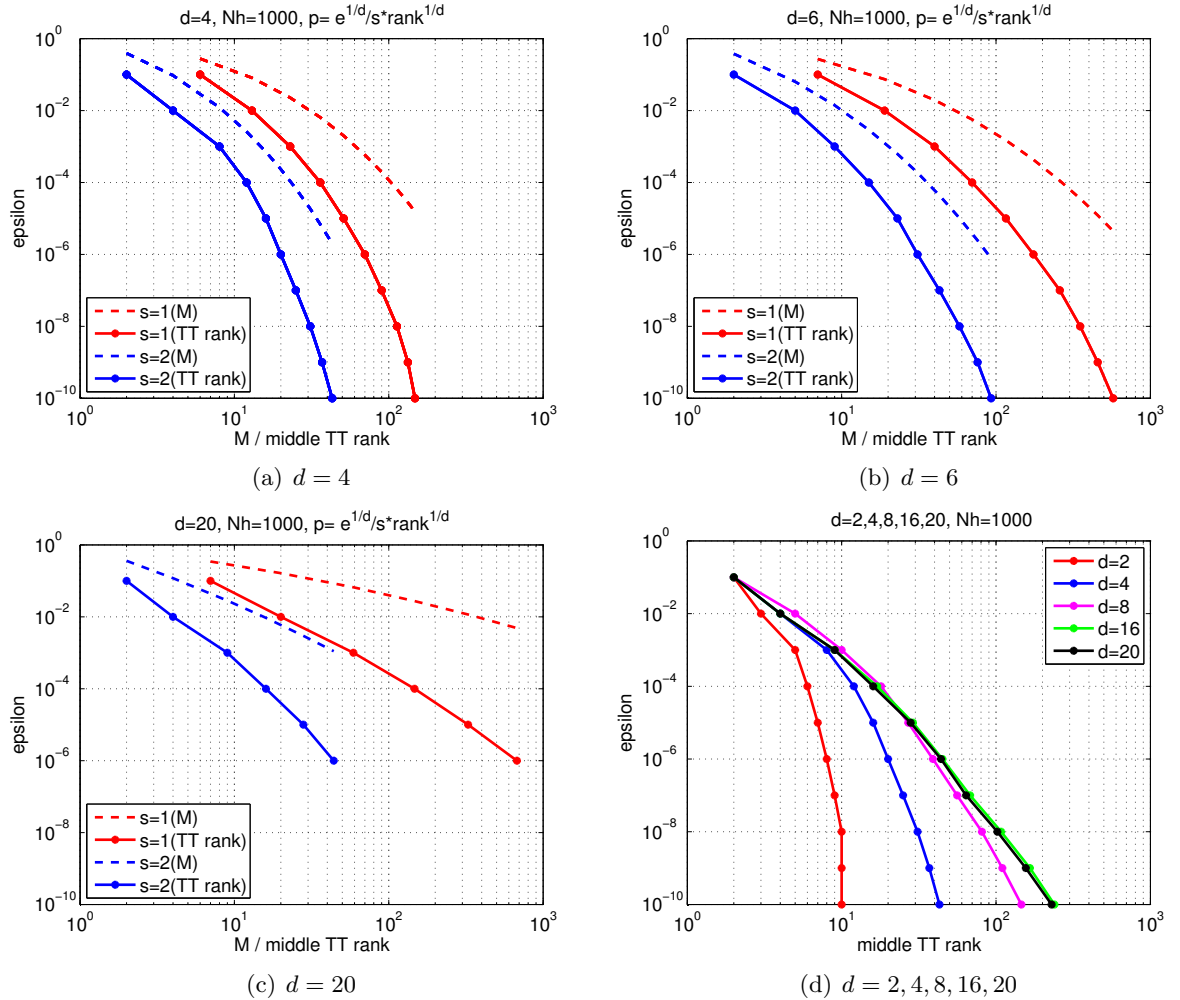 d=4, Nh=1000, p= e^{1/d}/s*rank^{1/d}
10^0
10^{-2}
10^{-4}
10^{-6}
10^{-8}
10^{-10}
epsilon
s=1(M)
s=1(TT rank)
s=2(M)
s=2(TT rank)
10^0 10^1 10^2 10^3
M / middle TT rank
(a) d = 4
d=6, Nh=1000, p= e^{1/d}/s*rank^{1/d}
10^0
10^{-2}
10^{-4}
10^{-6}
10^{-8}
10^{-10}
epsilon
s=1(M)
s=1(TT rank)
s=2(M)
s=2(TT rank)
10^0 10^1 10^2 10^3
M / middle TT rank
(b) d = 6
d=20, Nh=1000, p= e^{1/d}/s*rank^{1/d}
10^0
10^{-2}
10^{-4}
10^{-6}
10^{-8}
10^{-10}
epsilon
s=1(M)
s=1(TT rank)
s=2(M)
s=2(TT rank)
10^0 10^1 10^2 10^3
M / middle TT rank
(c) d = 20
d=2,4,8,16,20, Nh=1000
10^0
10^{-2}
10^{-4}
10^{-6}
10^{-8}
10^{-10}
epsilon
d=2
d=4
d=8
d=16
d=20
10^0 10^1 10^2 10^3
middle TT rank
(d) d = 2, 4, 8, 16, 20